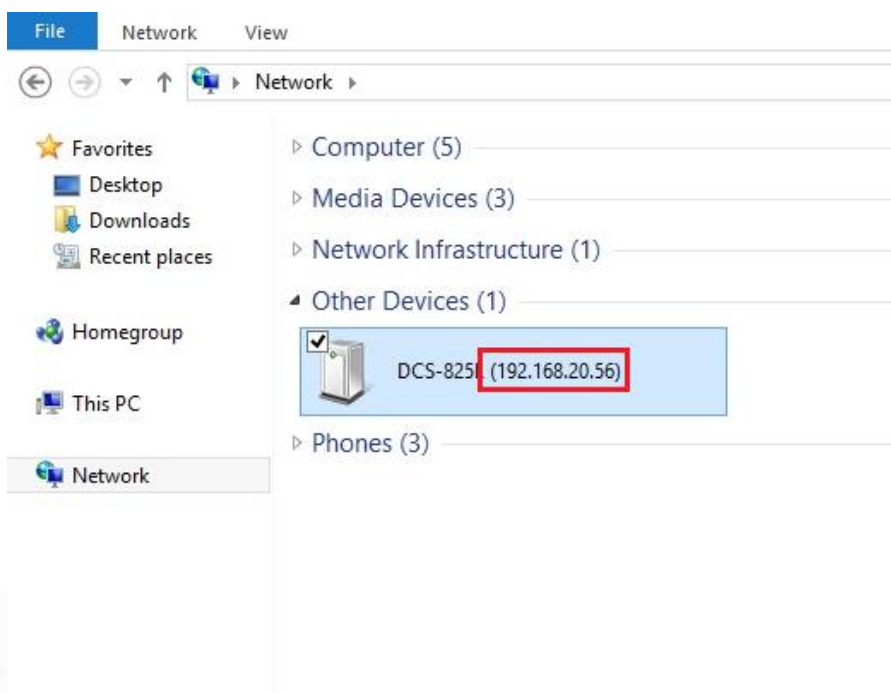 File Network View
Network
Favorites
Desktop
Downloads
Recent places
Homegroup
This PC
Network
Computer (5)
Media Devices (3)
Network Infrastructure (1)
Other Devices (1)
(192.168.20.56)
Phones (3)